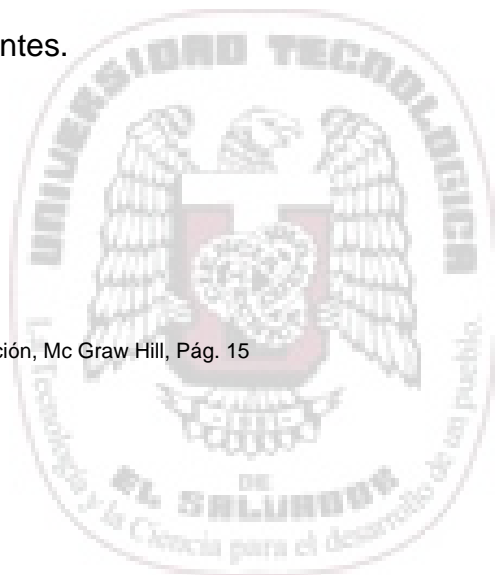 ntes.
UNIVERSIDAD TECNOLOGICA
ción, Mc Graw Hill, Pág. 15
DE
EL SALVADOR
La Tecnología y la Ciencia para el desarrollo de un pueblo.